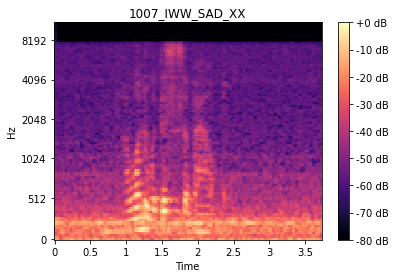 1007_IWW_SAD_XX
+0 dB
8192
-10 dB
4096
-20 dB
-30 dB
Hz
2048
-40 dB
1024
-50 dB
-60 dB
512
-70 dB
0
-80 dB
0 0.5 1 1.5 2 2.5 3 3.5
Time